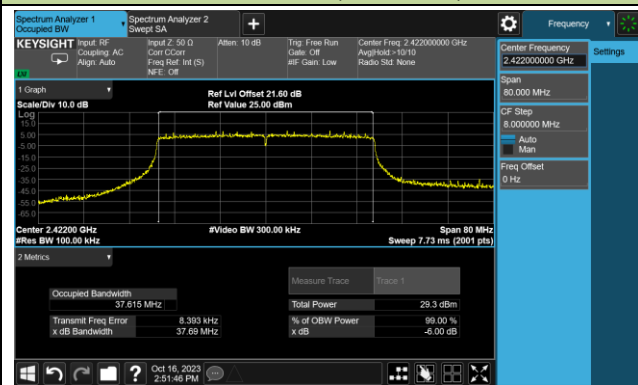 Spectrum Analyzer 1
Occupied BW
Spectrum Analyzer 2
Swept SA
Frequency
KEYSIGHT
Input: RF
Coupling: AC
Align: Auto
Input Z: 50 Ω
Corr CCorr
Freq Ref: Int (S)
NFE: Off
Atten: 10 dB
Trig: Free Run
Gate: Off
#IF Gain: Low
Center Freq: 2.422000000 GHz
Avg|Hold:>10/10
Radio Std: None
Center Frequency
2.422000000 GHz
Settings
Span
80.000 MHz
CF Step
8.000000 MHz
Auto
Man
Freq Offset
0 Hz
1 Graph
Scale/Div 10.0 dB
Ref Lvl Offset 21.60 dB
Ref Value 25.00 dBm
Log
15.0
5.00
-5.00
-15.0
-25.0
-35.0
-45.0
-55.0
-65.0
Center 2.42200 GHz
#Res BW 100.00 kHz
#Video BW 300.00 kHz
Span 80 MHz
Sweep 7.73 ms (2001 pts)
2 Metrics
Measure Trace
Trace 1
Occupied Bandwidth
37.615 MHz
Total Power
29.3 dBm
Transmit Freq Error
8.393 kHz
% of OBW Power
99.00 %
x dB Bandwidth
37.69 MHz
x dB
-6.00 dB
Oct 16, 2023
2:51:46 PM